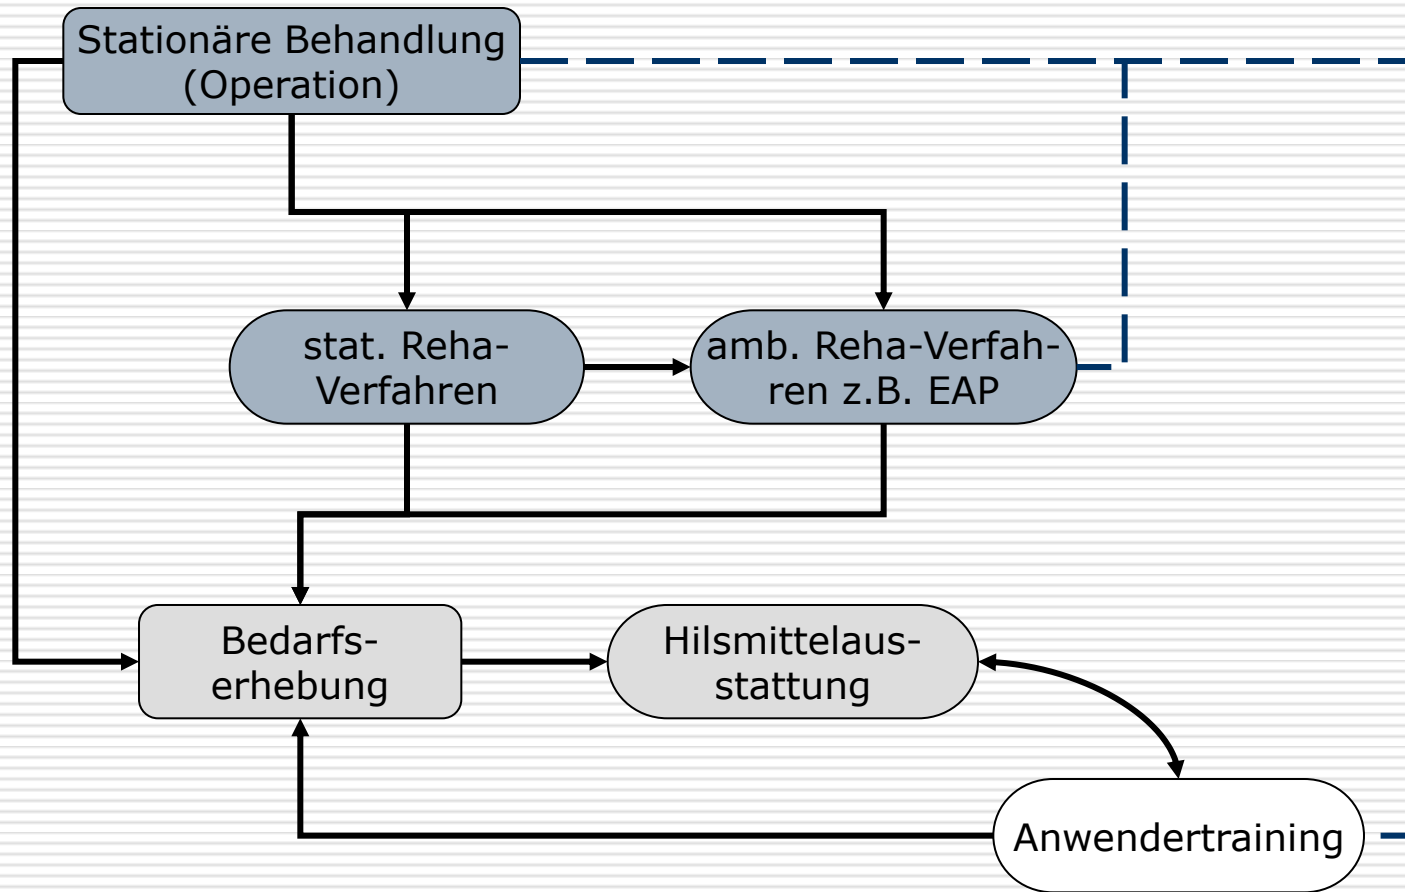 Stationäre Behandlung
(Operation)
stat. Reha-
Verfahren
amb. Reha-Verfah-
ren z.B. EAP
Bedarfs-
erhebung
Hilsmittelaus-
stattung
Anwendertraining